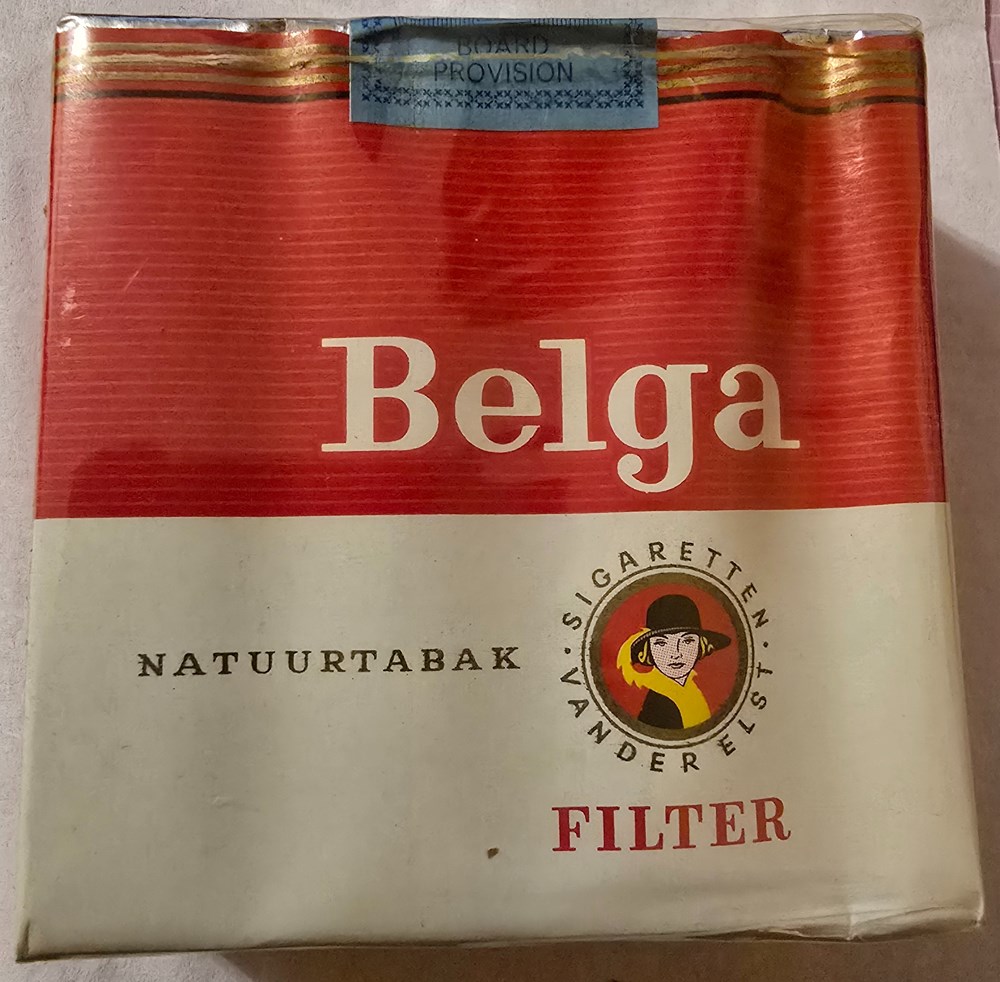 BOARD
PROVISION
Belga
· SIGARETTEN ·
VANDER ELST
NATUURTABAK
FILTER